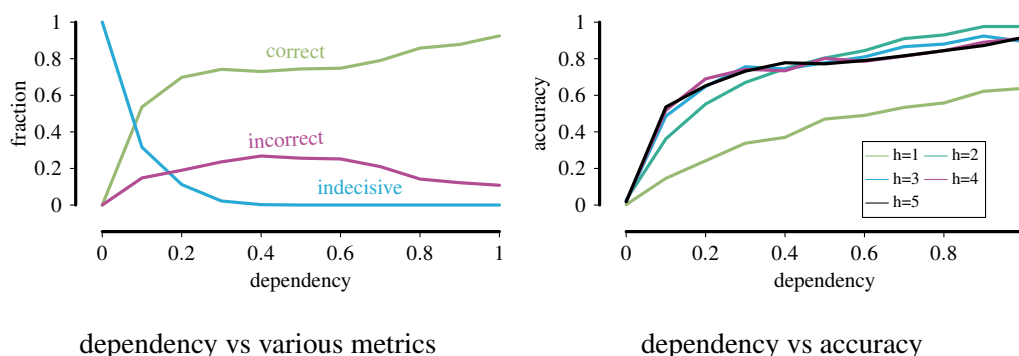 1
0.8
0.6
0.4
0.2
0
fraction
correct
incorrect
indecisive
0 0.2 0.4 0.6 0.8 1
dependency
dependency vs various metrics
1
0.8
0.6
0.4
0.2
0
accuracy
h=1 h=2
h=3 h=4
h=5
0 0.2 0.4 0.6 0.8
dependency
dependency vs accuracy